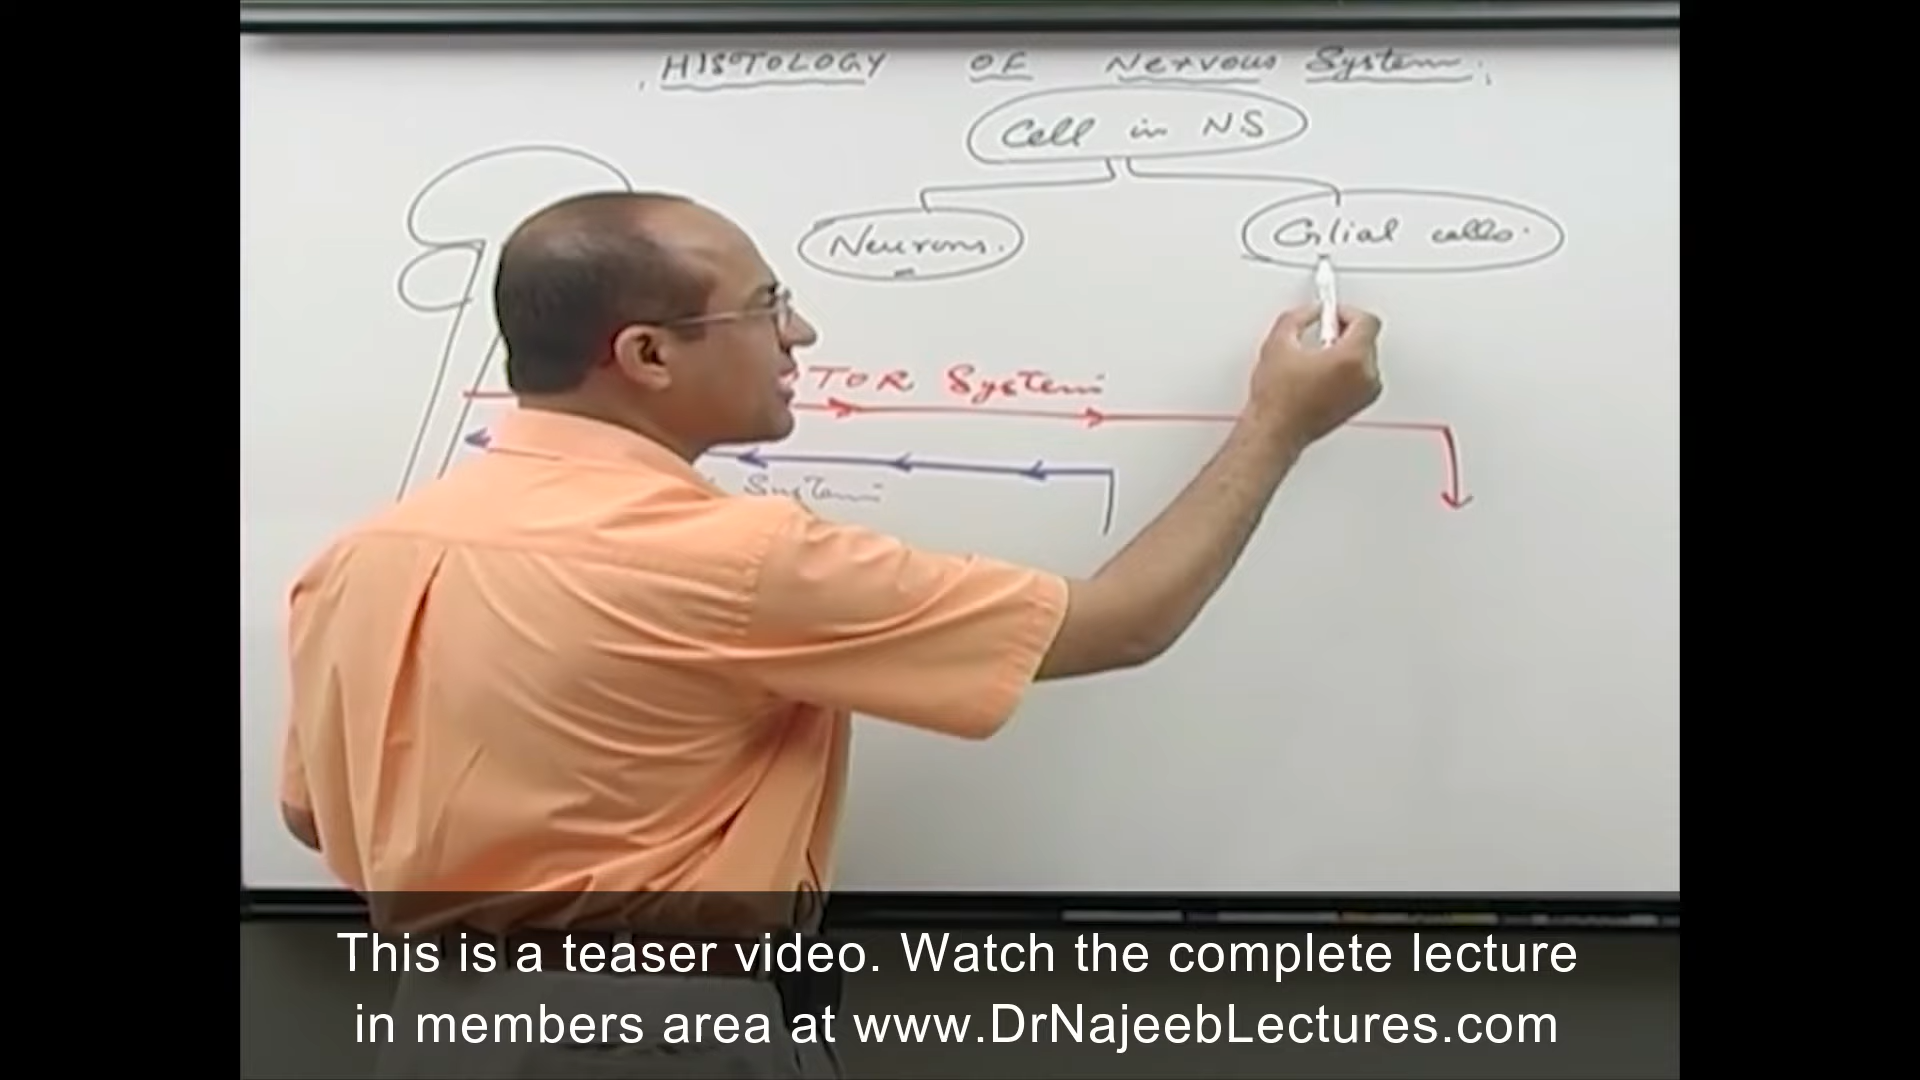 HISTOLOGY OF Nervous System
Cell in N.S
Neurons.
Glial cells.
TOR System
System
This is a teaser video. Watch the complete lecture
in members area at www.DrNajeebLectures.com